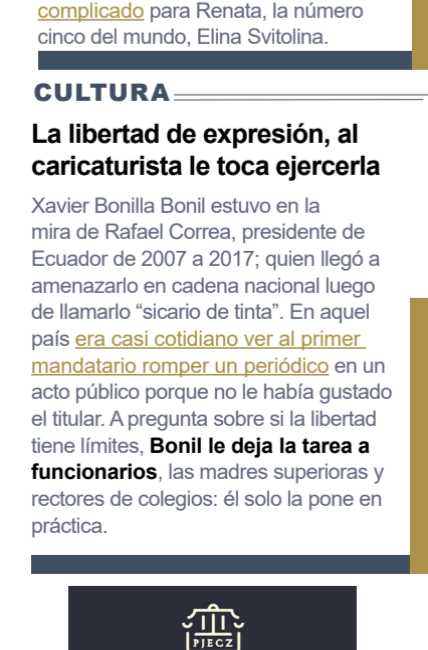 complicado para Renata, la número
cinco del mundo, Elina Svitolina.
CULTURA
La libertad de expresión, al
caricaturista le toca ejercerla
Xavier Bonilla Bonil estuvo en la
mira de Rafael Correa, presidente de
Ecuador de 2007 a 2017; quien llegó a
amenazarlo en cadena nacional luego
de llamarlo “sicario de tinta”. En aquel
país era casi cotidiano ver al primer
mandatario romper un periódico en un
acto público porque no le había gustado
el titular. A pregunta sobre si la libertad
tiene límites, Bonil le deja la tarea a
funcionarios, las madres superioras y
rectores de colegios: él solo la pone en
práctica.
PJECZ